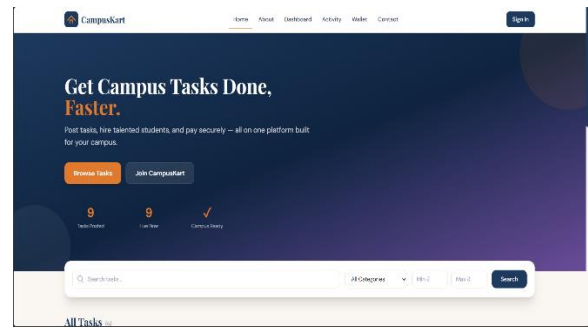 CampusKart
Home About Dashboard Activity Wallet Contact
Sign In
Get Campus Tasks Done,
Faster.
Post tasks, hire talented students, and pay securely — all on one platform built
for your campus.
Browse Tasks
Join CampusKart
9 9 ✓
Tasks Posted Live Now Campus Ready
Search tasks...
All Categories
Min
Max
Search
All Tasks